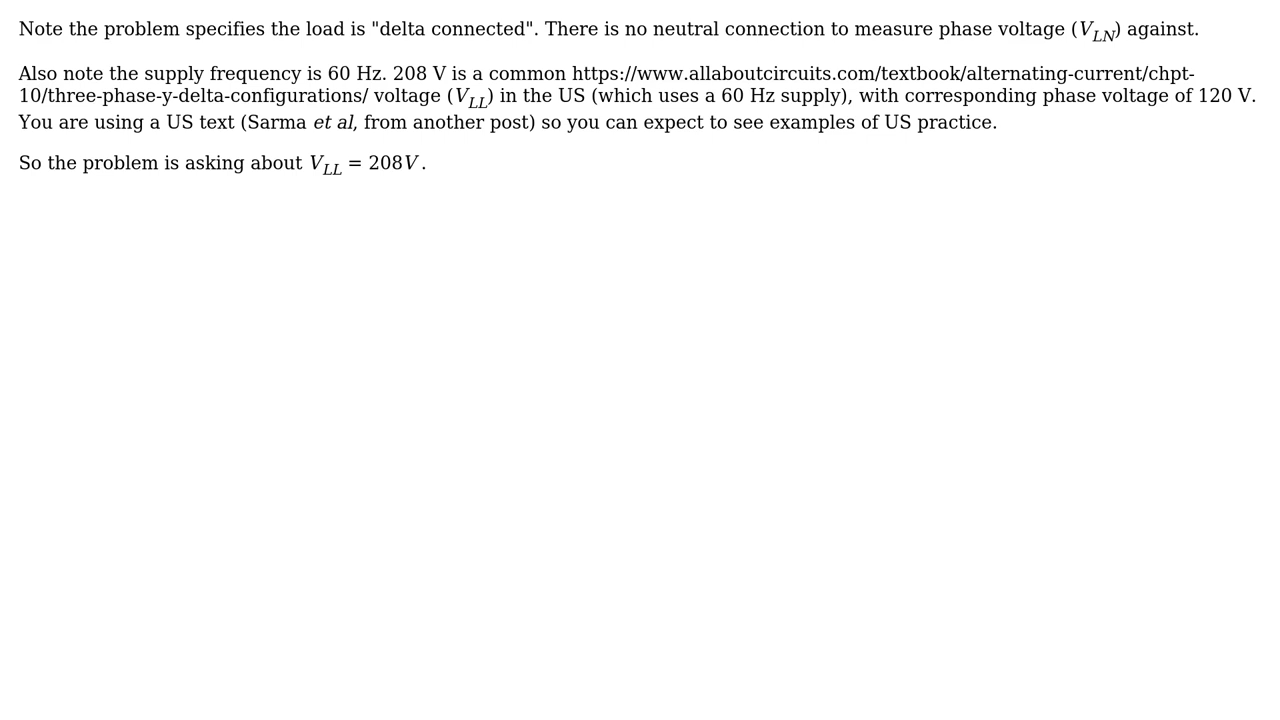 Note the problem specifies the load is "delta connected". There is no neutral connection to measure phase voltage (V_LN) against.
Also note the supply frequency is 60 Hz. 208 V is a common https://www.allaboutcircuits.com/textbook/alternating-current/chpt-
10/three-phase-y-delta-configurations/ voltage (V_LL) in the US (which uses a 60 Hz supply), with corresponding phase voltage of 120 V.
You are using a US text (Sarma et al, from another post) so you can expect to see examples of US practice.
So the problem is asking about V_LL = 208V.